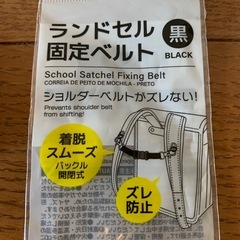 ランドセル
固定ベルト
黒
BLACK
School Satchel Fixing Belt
CORREIA DE PEITO DE MOCHILA - PRETO
ショルダーベルトがズレない!
Prevents shoulder belt
from shifting!
着脱
スムーズ
バックル
開閉式
ズレ
防止